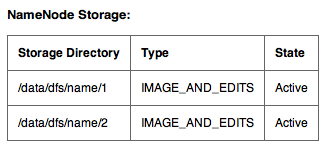 NameNode Storage:
Storage Directory Type State
/data/dfs/name/1 IMAGE_AND_EDITS Active
/data/dfs/name/2 IMAGE_AND_EDITS Active